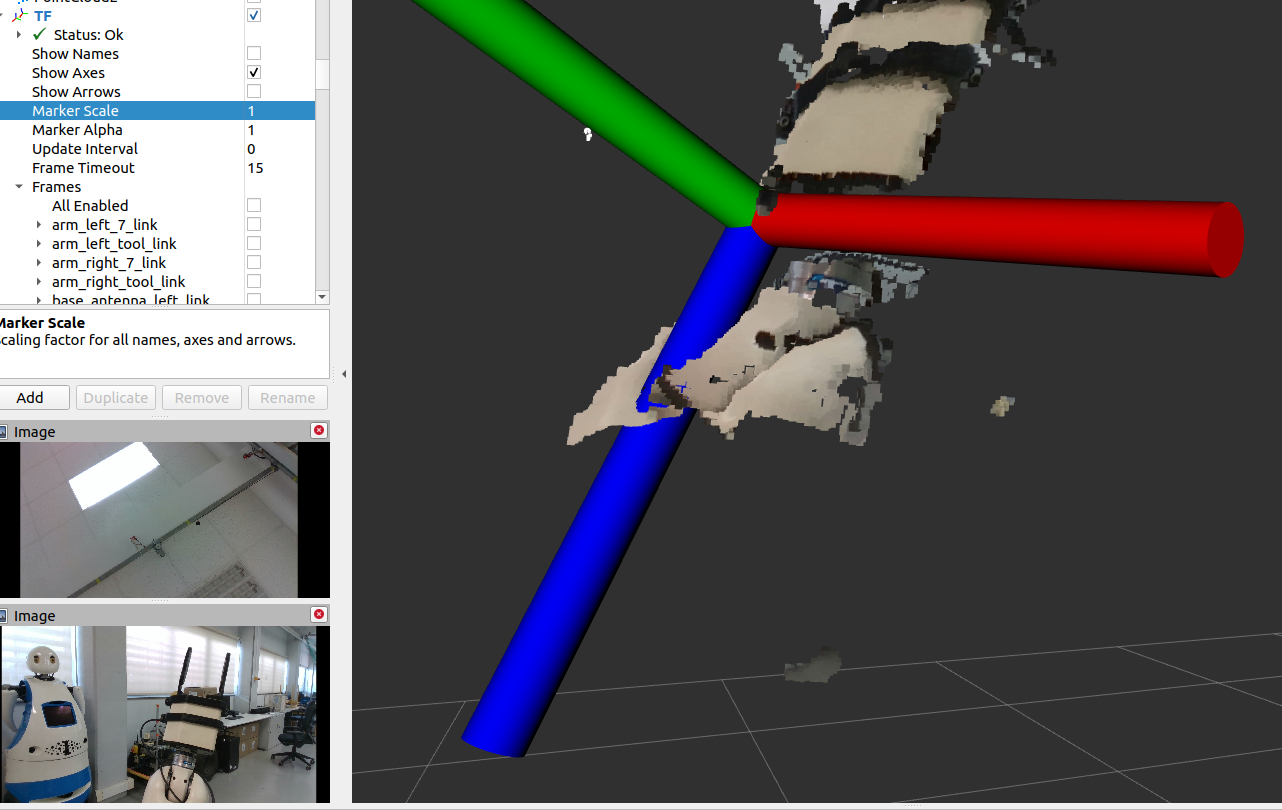 PointCloud2
TF
Status: Ok
Show Names
Show Axes
Show Arrows
Marker Scale 1
Marker Alpha 1
Update Interval 0
Frame Timeout 15
Frames
All Enabled
arm_left_7_link
arm_left_tool_link
arm_right_7_link
arm_right_tool_link
base_antenna_left_link
Marker Scale
caling factor for all names, axes and arrows.
Add Duplicate Remove Rename
Image
Image